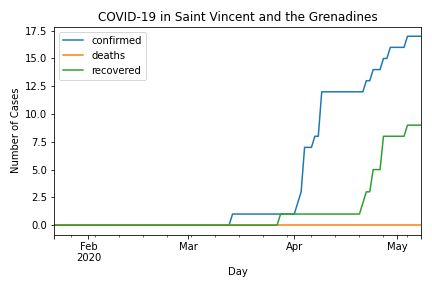 COVID-19 in Saint Vincent and the Grenadines
17.5
15.0
12.5
10.0
7.5
5.0
2.5
0.0
Number of Cases
confirmed
deaths
recovered
Feb
2020
Mar
Apr
May
Day